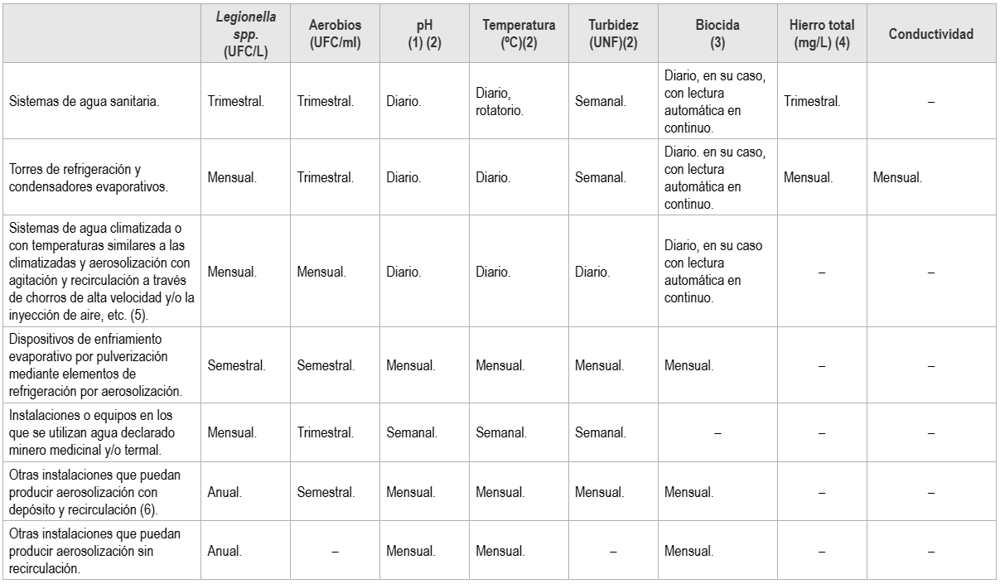 Legionella spp. (UFC/L)
Aerobios (UFC/ml)
pH (1) (2)
Temperatura (ºC)(2)
Turbidez (UNF)(2)
Biocida (3)
Hierro total (mg/L) (4)
Conductividad
Sistemas de agua sanitaria.
Trimestral.
Trimestral.
Diario.
Diario,
rotatorio.
Semanal.
Diario, en su caso,
con lectura
automática en
continuo.
Trimestral.
–
Torres de refrigeración y
condensadores evaporativos.
Mensual.
Trimestral.
Diario.
Diario.
Semanal.
Diario. en su caso,
con lectura
automática en
continuo.
Mensual.
Mensual.
Sistemas de agua climatizada o
con temperaturas similares a las
climatizadas y aerosolización con
agitación y recirculación a través
de chorros de alta velocidad y/o la
inyección de aire, etc. (5).
Mensual.
Mensual.
Diario.
Diario.
Diario.
Diario, en su caso
con lectura
automática en
continuo.
–
–
Dispositivos de enfriamiento
evaporativo por pulverización
mediante elementos de
refrigeración por aerosolización.
Semestral.
Semestral.
Mensual.
Mensual.
Mensual.
Mensual.
–
–
Instalaciones o equipos en los
que se utilizan agua declarado
minero medicinal y/o termal.
Mensual.
Trimestral.
Semanal.
Semanal.
Semanal.
–
–
–
Otras instalaciones que puedan
producir aerosolización con
depósito y recirculación (6).
Anual.
Semestral.
Mensual.
Mensual.
Mensual.
Mensual.
–
–
Otras instalaciones que puedan
producir aerosolización sin
recirculación.
Anual.
–
Mensual.
Mensual.
–
Mensual.
–
–